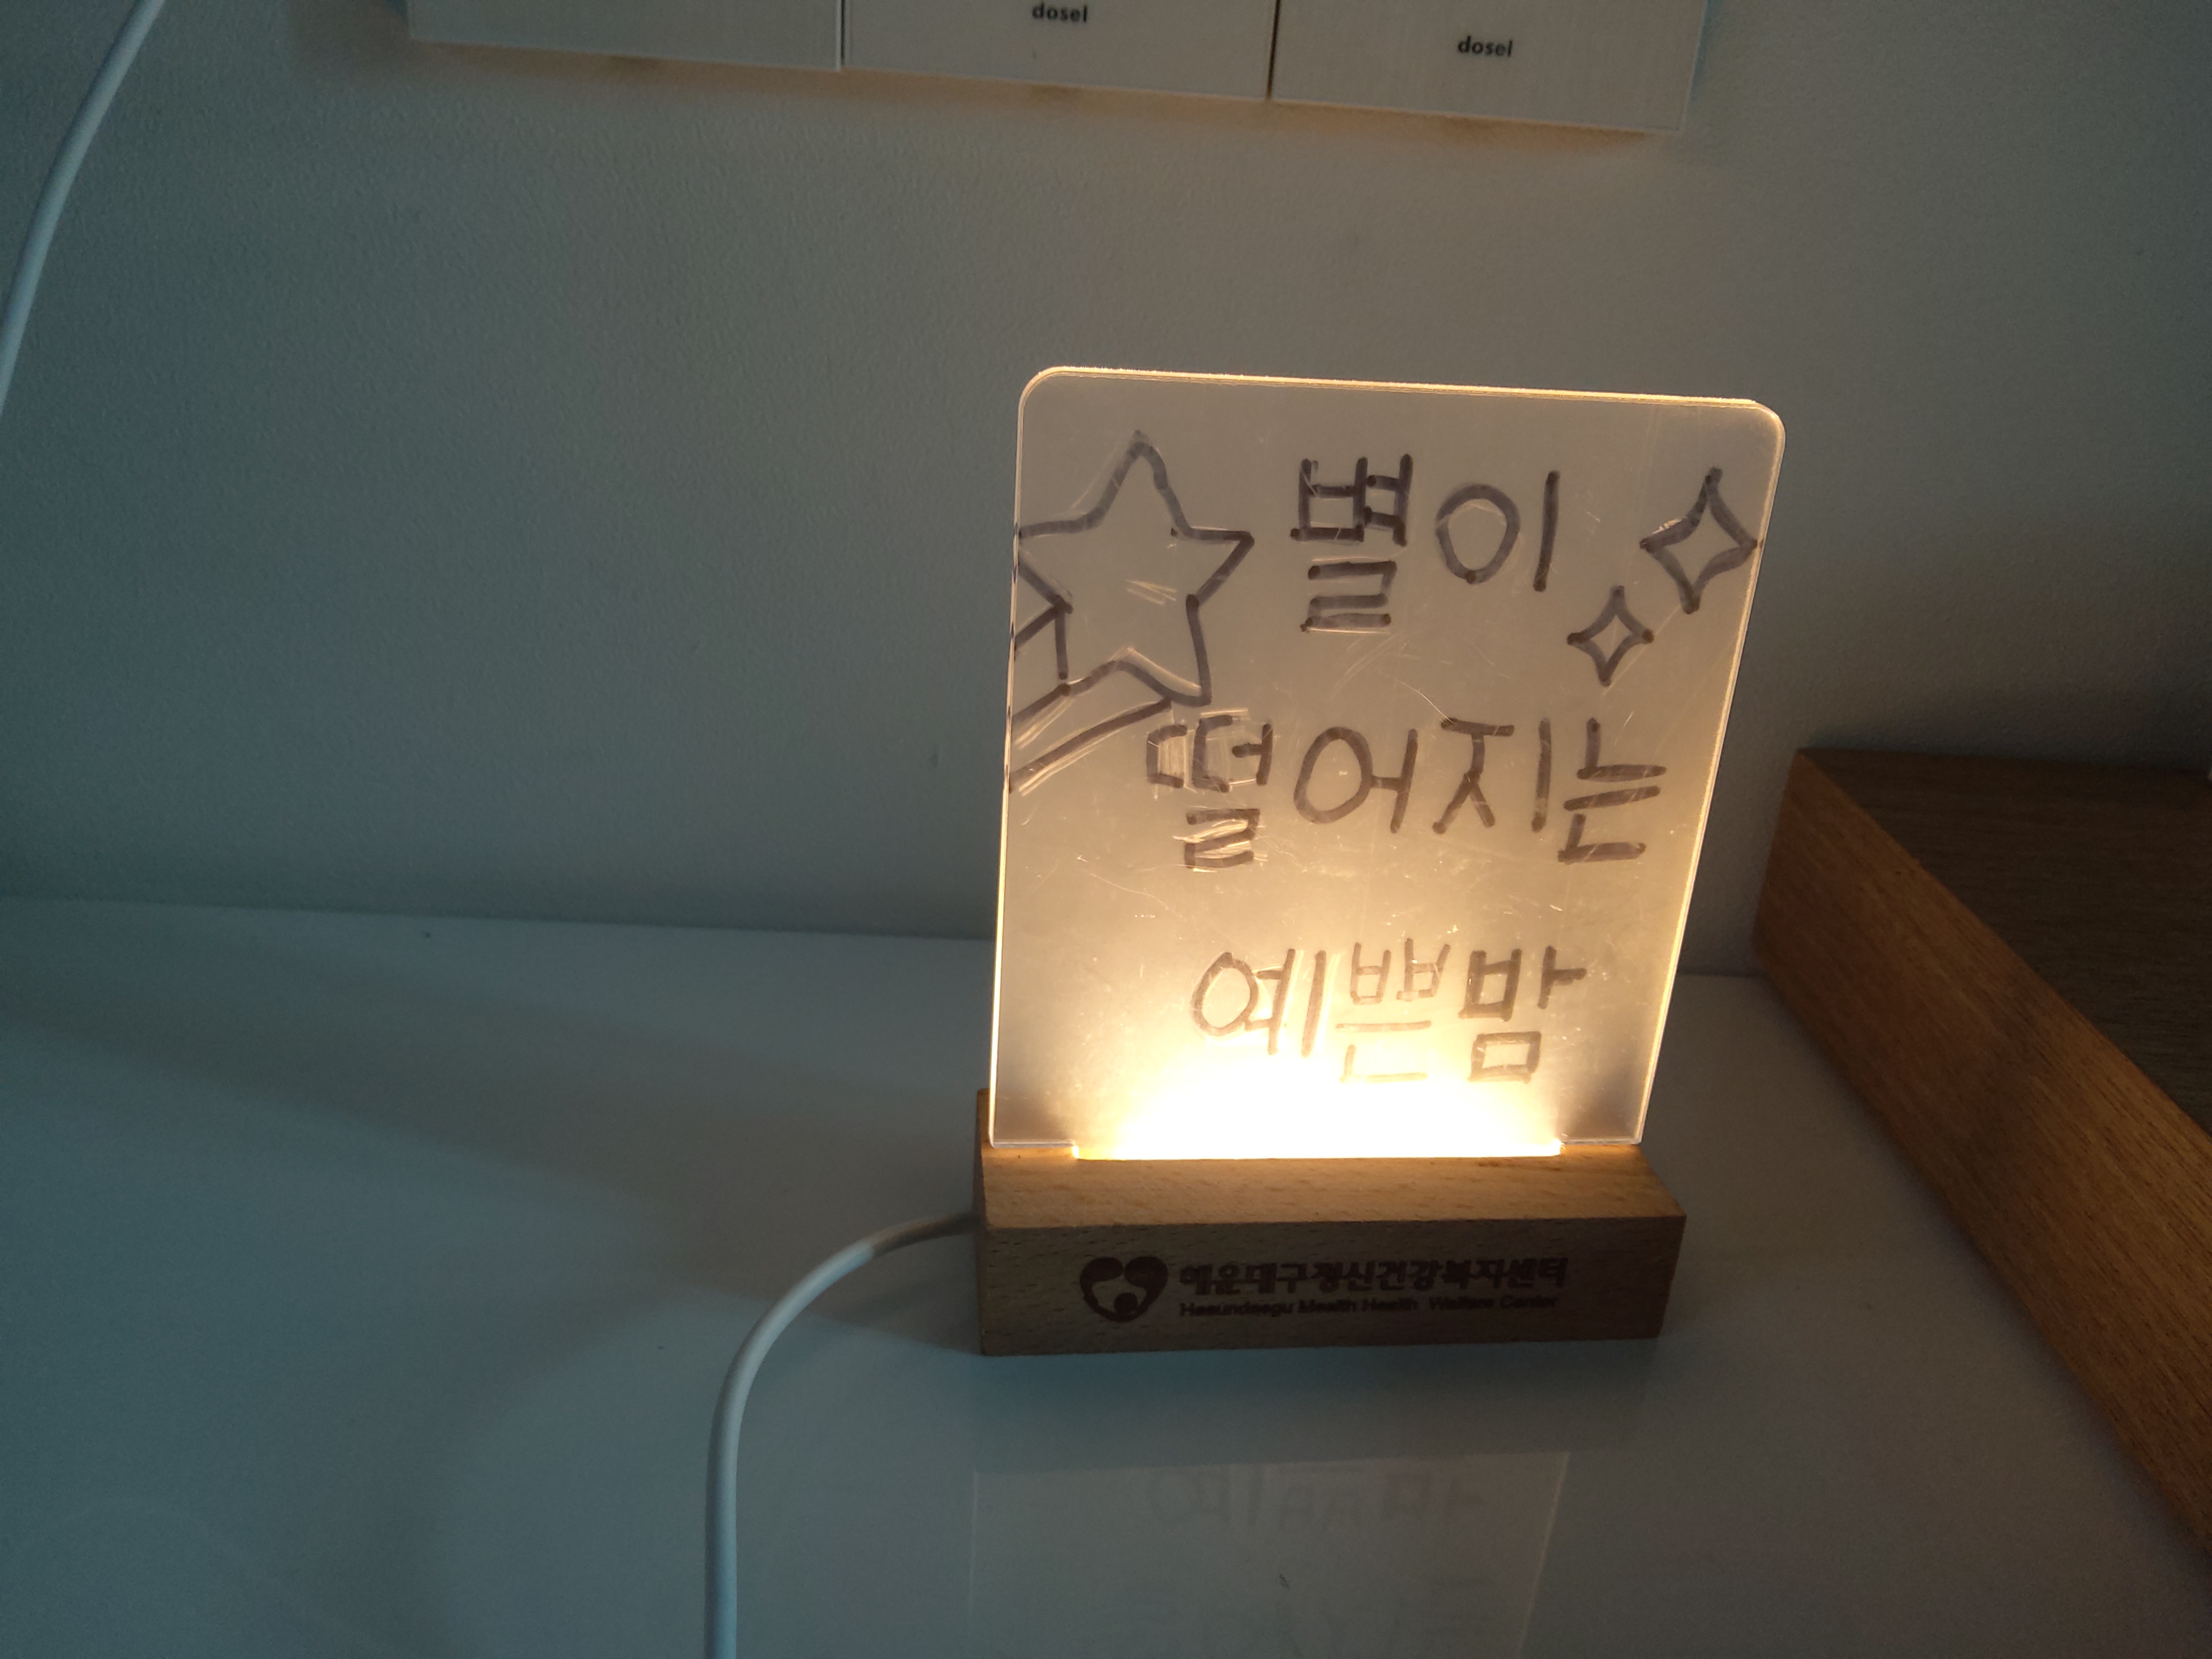 dosel
dosel
별이
떨어지는
예쁜밤
해운대구정신건강복지센터
Haeundaegu Mealth Health Welfare Center